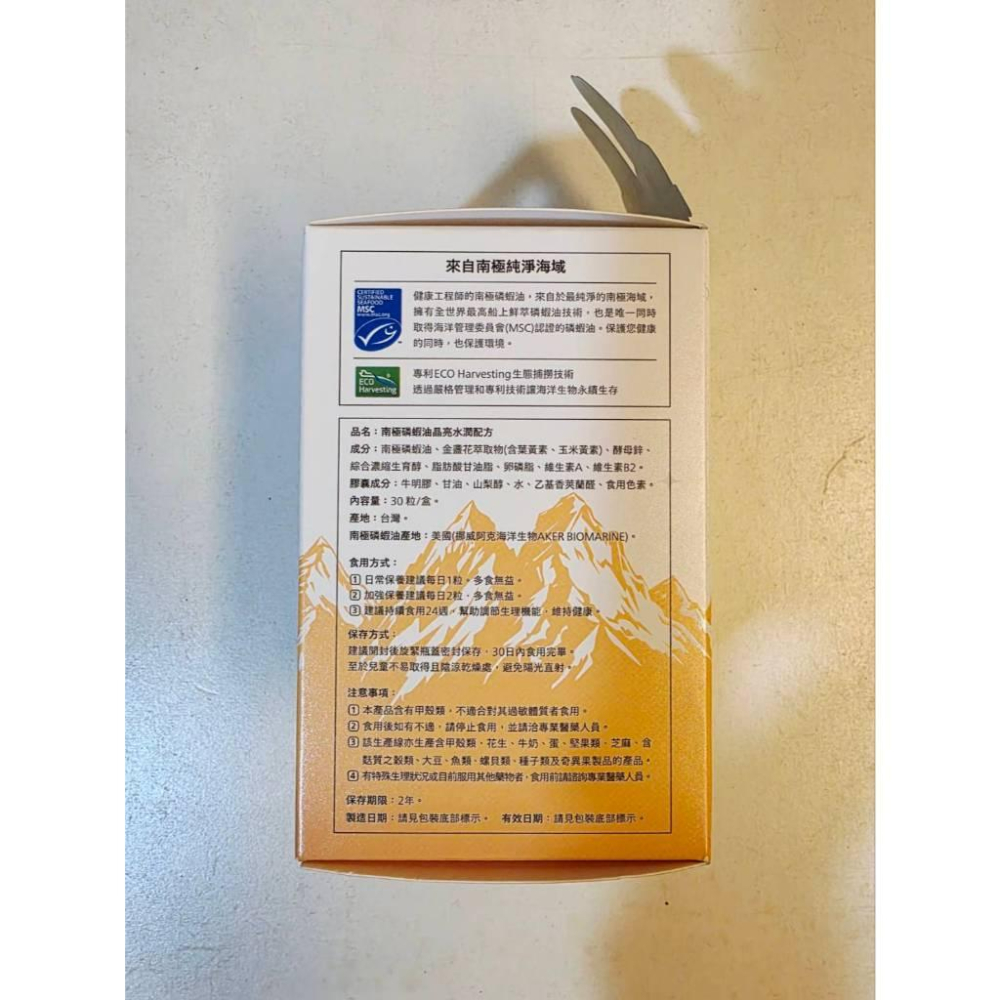 來自南極純淨海域
CERTIFIED
SUSTAINABLE
SEAFOOD
MSC
www.msc.org
健康工程師的南極磷蝦油，來自於最純淨的南極海域，
擁有全世界最高船上鮮萃磷蝦油技術，也是唯一同時
取得海洋管理委員會(MSC)認證的磷蝦油。保護您健康
的同時，也保護環境。
ECO
Harvesting
專利ECO Harvesting生態捕撈技術
透過嚴格管理和專利技術讓海洋生物永續生存
品名：南極磷蝦油晶亮水潤配方
成分：南極磷蝦油、金盞花萃取物(含葉黃素、玉米黃素)、酵母鋅、
綜合濃縮生育醇、脂肪酸甘油脂、卵磷脂、維生素A、維生素B2。
膠囊成分：牛明膠、甘油、山梨醇、水、乙基香莢蘭醛、食用色素。
內容量：30 粒/盒。
產地：台灣。
南極磷蝦油產地：美國(挪威阿克海洋生物AKER BIOMARINE)。
食用方式：
1 日常保養建議每日1粒，多食無益。
2 加強保養建議每日2粒，多食無益。
3 建議持續食用24週，幫助調節生理機能，維持健康。
保存方式：
建議開封後旋緊瓶蓋密封保存，30日內食用完畢。
至於兒童不易取得且陰涼乾燥處，避免陽光直射。
注意事項：
1 本產品含有甲殼類，不適合對其過敏體質者食用。
2 食用後如有不適，請停止食用，並請洽專業醫藥人員。
3 該生產線亦生產含甲殼類、花生、牛奶、蛋、堅果類、芝麻、含
麩質之穀類、大豆、魚類、螺貝類、種子類及奇異果製品的產品。
4 有特殊生理狀況或目前服用其他藥物者，食用前請諮詢專業醫藥人員。
保存期限：2年。
製造日期：請見包裝底部標示。 有效日期：請見包裝底部標示。